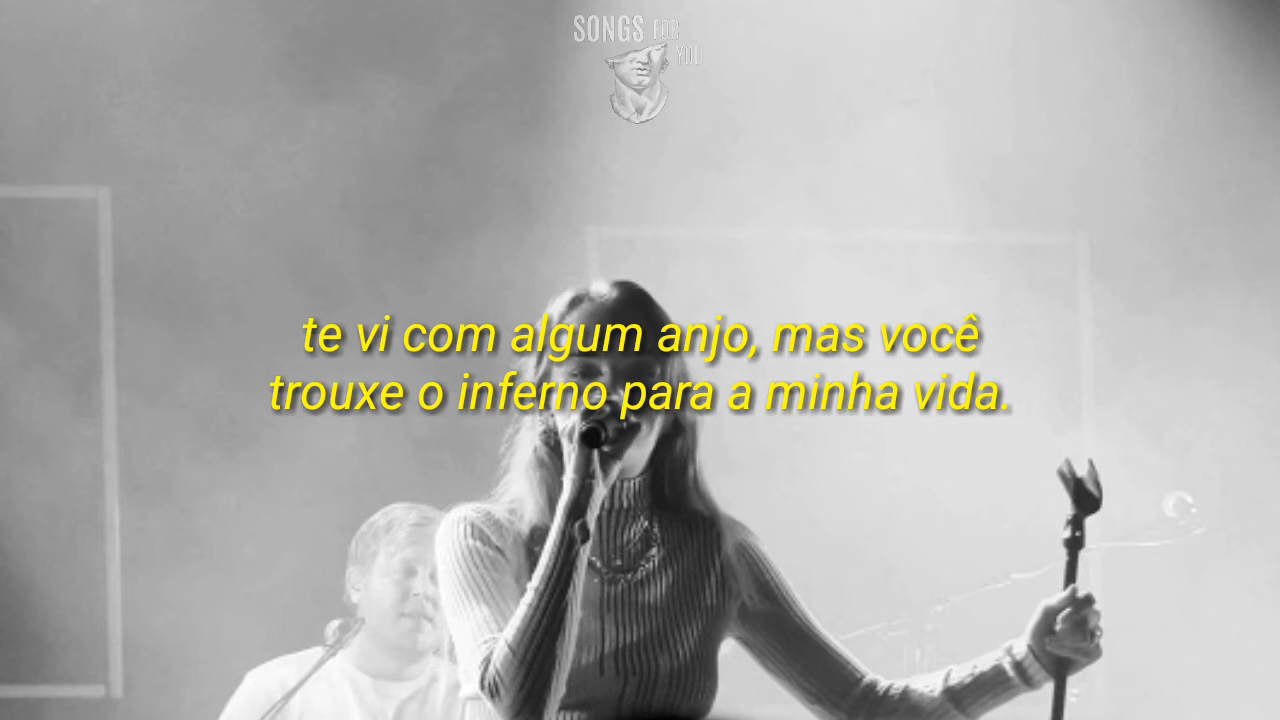 SONGS FOR
YOU
te vi com algum anjo, mas você
trouxe o inferno para a minha vida.